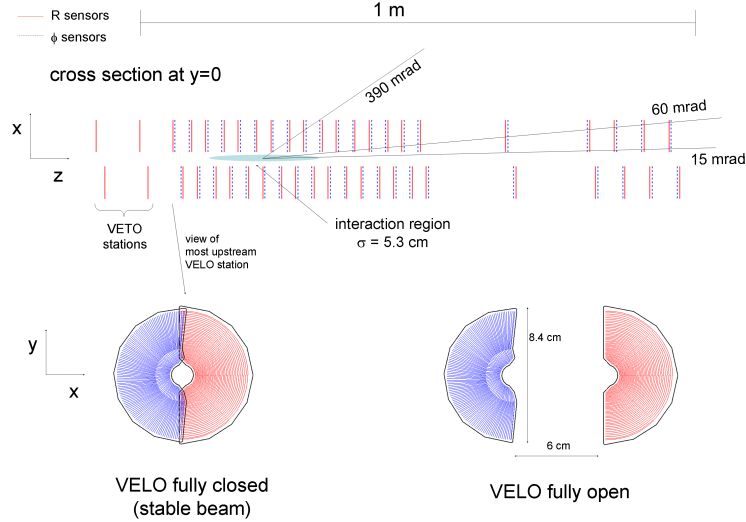 R sensors
ϕ sensors
1 m
cross section at y=0
390 mrad
60 mrad
15 mrad
x
z
VETO
stations
view of
most upstream
VELO station
interaction region
σ = 5.3 cm
y
x
8.4 cm
6 cm
VELO fully closed
(stable beam)
VELO fully open